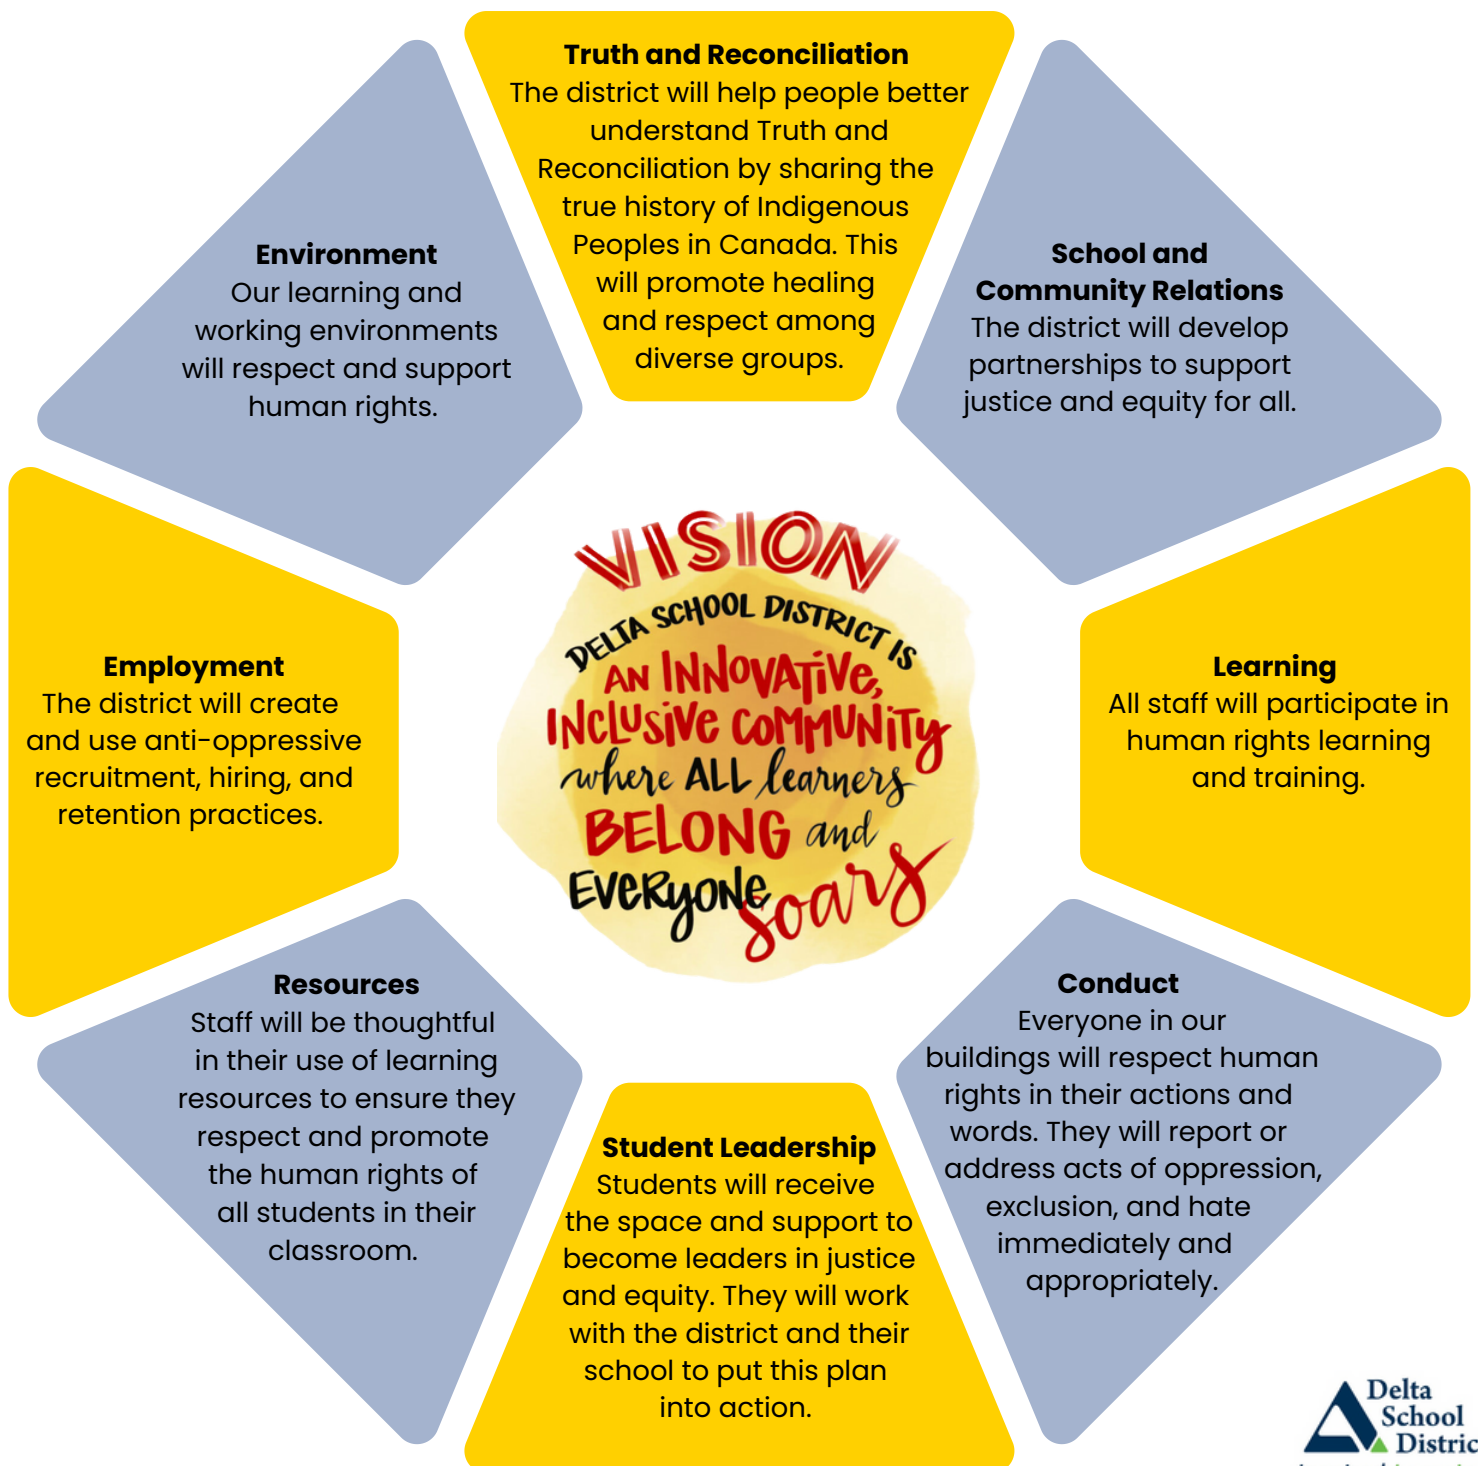 Truth and Reconciliation
The district will help people better
understand Truth and
Reconciliation by sharing the
true history of Indigenous
Peoples in Canada. This
will promote healing
and respect among
diverse groups.
School and
Community Relations
The district will develop
partnerships to support
justice and equity for all.
Learning
All staff will participate in
human rights learning
and training.
Conduct
Everyone in our
buildings will respect human
rights in their actions and
words. They will report or
address acts of oppression,
exclusion, and hate
immediately and
appropriately.
Student Leadership
Students will receive
the space and support to
become leaders in justice
and equity. They will work
with the district and their
school to put this plan
into action.
Resources
Staff will be thoughtful
in their use of learning
resources to ensure they
respect and promote
the human rights of
all students in their
classroom.
Employment
The district will create
and use anti-oppressive
recruitment, hiring, and
retention practices.
Environment
Our learning and
working environments
will respect and support
human rights.
VISION
DELTA SCHOOL DISTRICT IS
AN INNOVATIVE,
INCLUSIVE COMMUNITY
where ALL learners
BELONG and
EVERYONE
soars
Delta
School
Distric